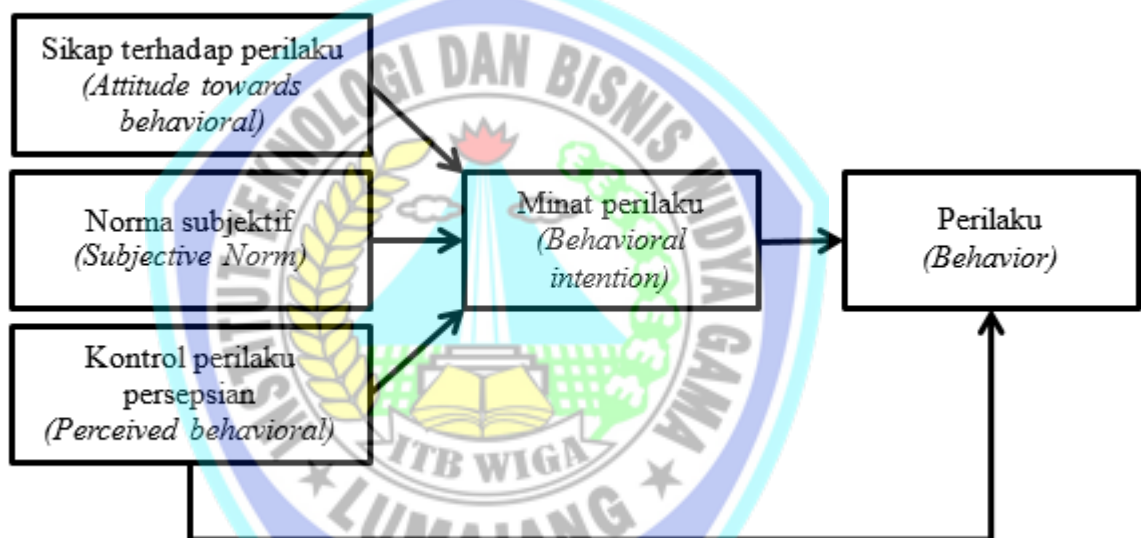 Sikap terhadap perilaku
(Attitude towards
behavioral)
Norma subjektif
(Subjective Norm)
Kontrol perilaku
persepsian
(Perceived behavioral)
Minat perilaku
(Behavioral
intention)
Perilaku
(Behavior)
INSTITUT TEKNOLOGI DAN BISNIS WIDYA GAMA
ITB WIGA
LUMAJANG